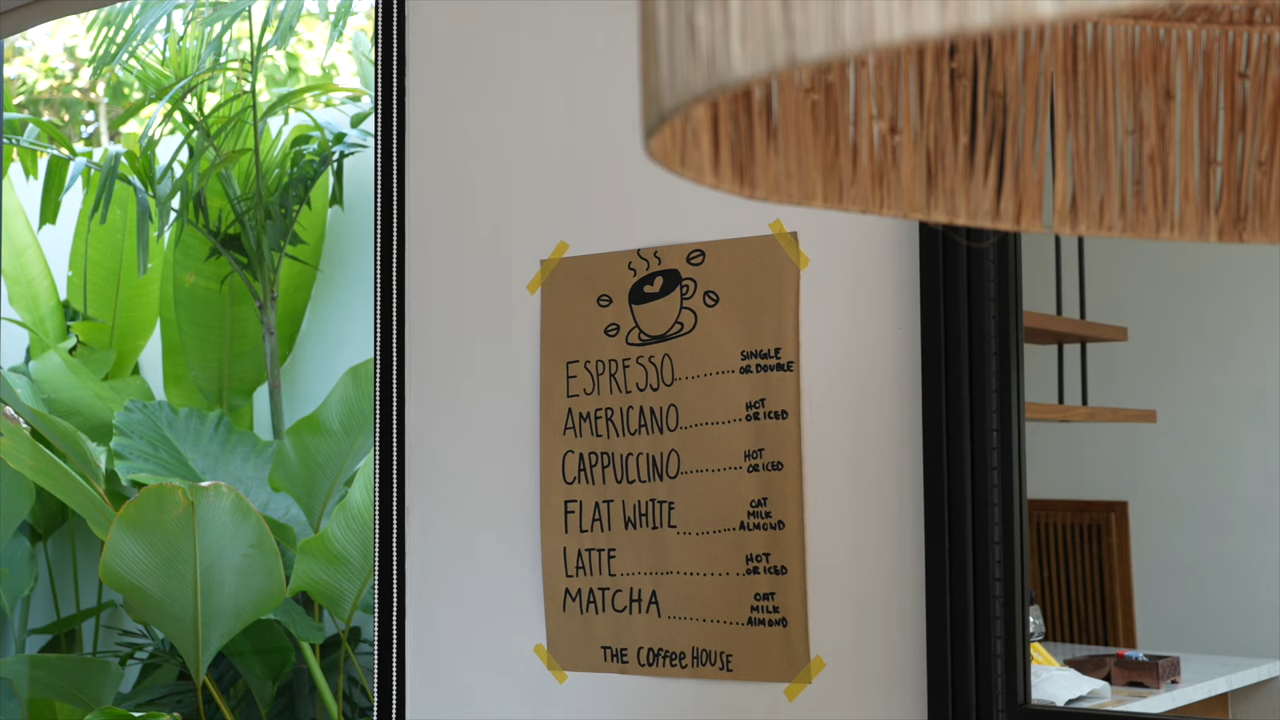 ESPRESSO.......... SINGLE OR DOUBLE
AMERICANO........... HOT OR ICED
CAPPUCCINO........... HOT OR ICED
FLAT WHITE.......... OAT MILK ALMOND
LATTE..................... HOT OR ICED
MATCHA.............. OAT MILK ALMOND
THE COFFEE HOUSE